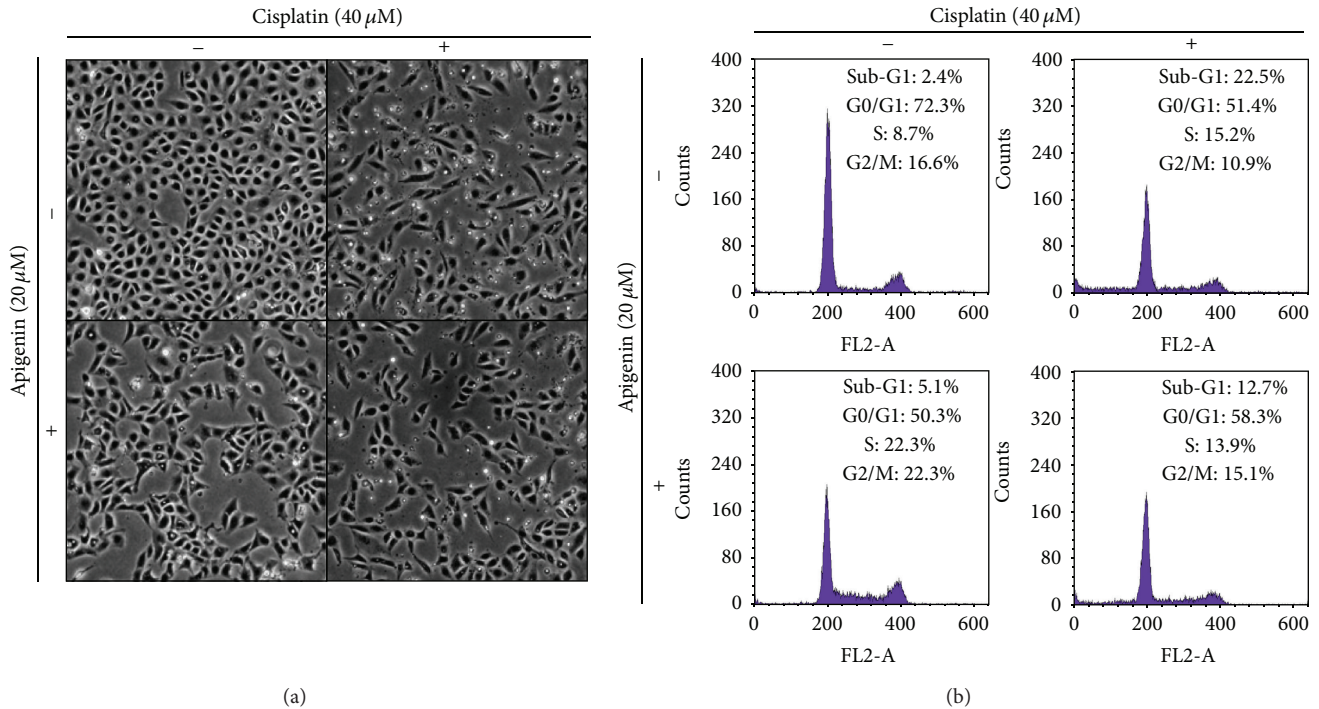 Cisplatin (40 μM)
− +
Apigenin (20 μM)
−
+
(a)
Cisplatin (40 μM)
− +
Apigenin (20 μM)
−
+
400
320
240
160
80
0
Counts
Sub-G1: 2.4%
G0/G1: 72.3%
S: 8.7%
G2/M: 16.6%
0 200 400 600
FL2-A
400
320
240
160
80
0
Counts
Sub-G1: 22.5%
G0/G1: 51.4%
S: 15.2%
G2/M: 10.9%
0 200 400 600
FL2-A
400
320
240
160
80
0
Counts
Sub-G1: 5.1%
G0/G1: 50.3%
S: 22.3%
G2/M: 22.3%
0 200 400 600
FL2-A
400
320
240
160
80
0
Counts
Sub-G1: 12.7%
G0/G1: 58.3%
S: 13.9%
G2/M: 15.1%
0 200 400 600
FL2-A
(b)